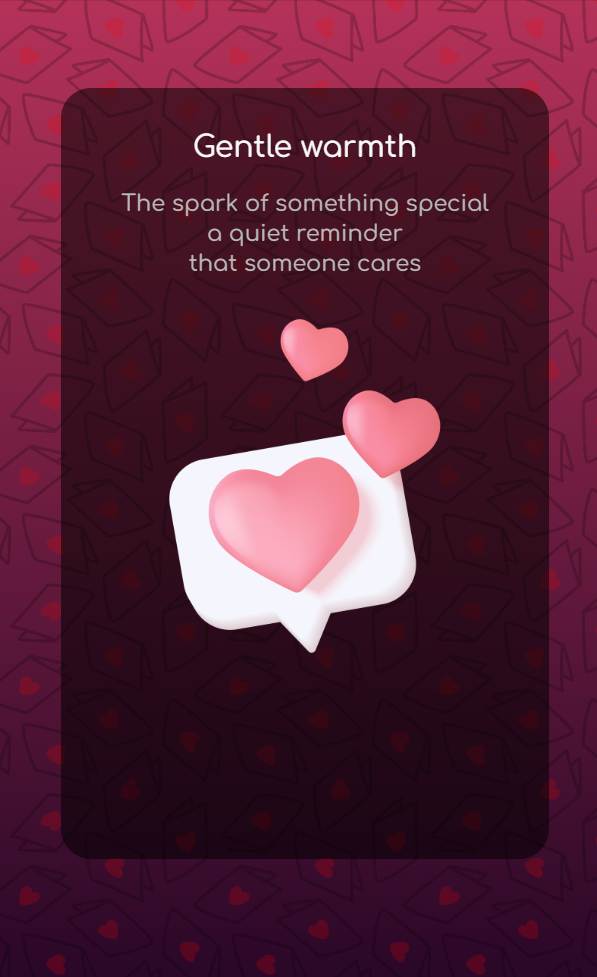 Gentle warmth
The spark of something special
a quiet reminder
that someone cares